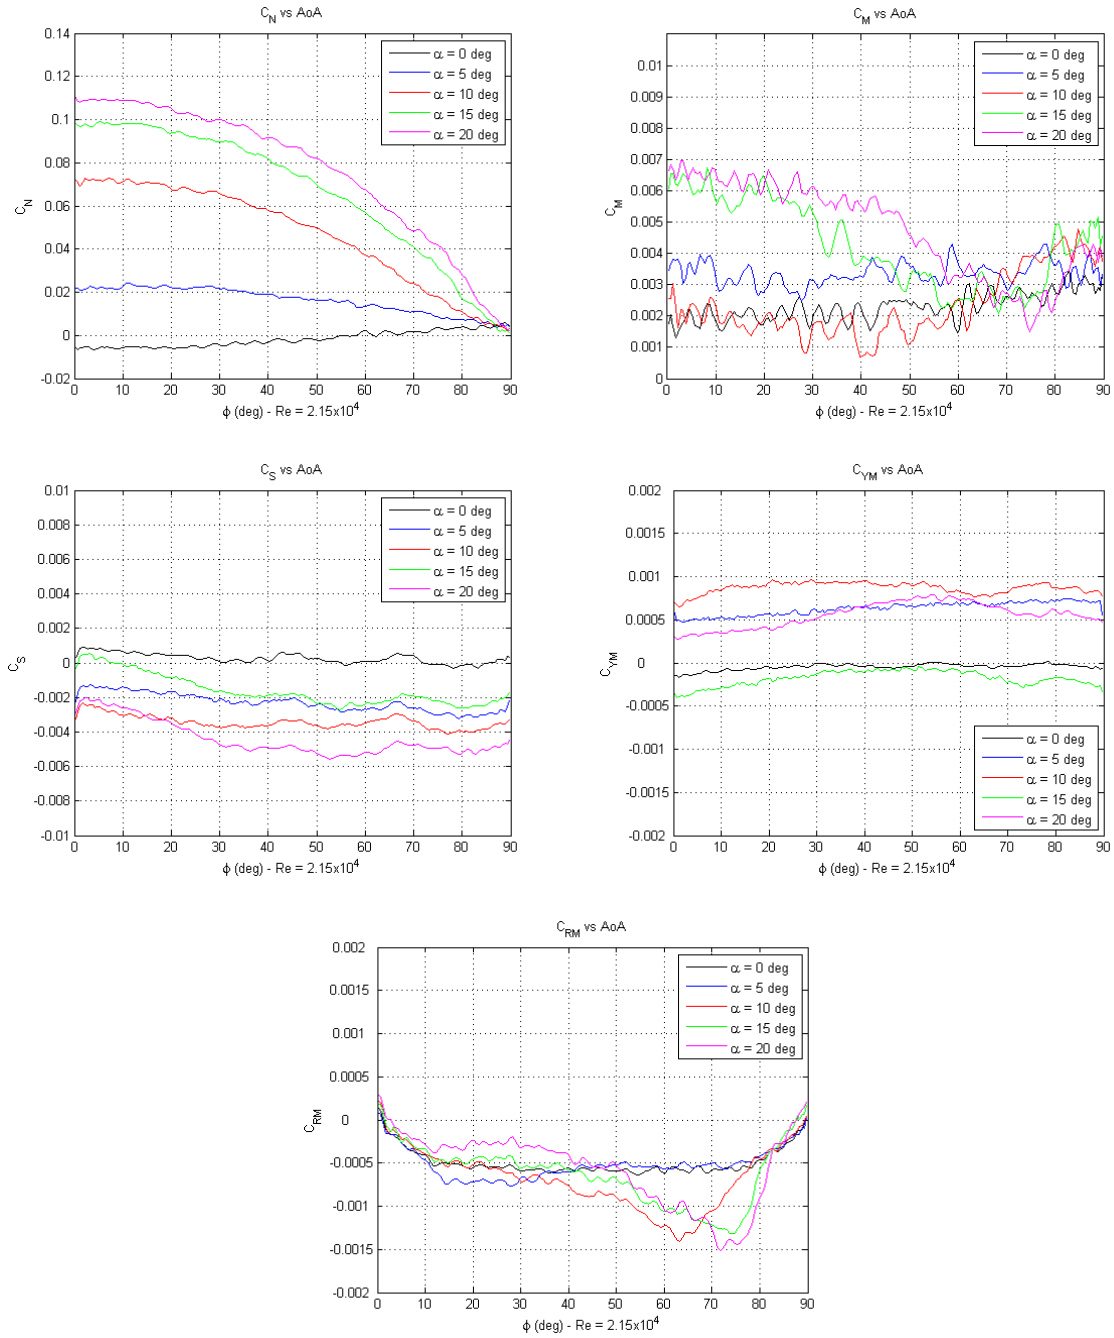 C_N vs AoA
0.14
0.12
0.1
0.08
0.06
0.04
0.02
0
-0.02
C_N
α = 0 deg
α = 5 deg
α = 10 deg
α = 15 deg
α = 20 deg
0 10 20 30 40 50 60 70 80 90
ϕ (deg) - Re = 2.15x10^4
C_M vs AoA
0.01
0.009
0.008
0.007
0.006
0.005
0.004
0.003
0.002
0.001
0
C_M
α = 0 deg
α = 5 deg
α = 10 deg
α = 15 deg
α = 20 deg
0 10 20 30 40 50 60 70 80 90
ϕ (deg) - Re = 2.15x10^4
C_S vs AoA
0.01
0.008
0.006
0.004
0.002
0
-0.002
-0.004
-0.006
-0.008
-0.01
C_S
α = 0 deg
α = 5 deg
α = 10 deg
α = 15 deg
α = 20 deg
0 10 20 30 40 50 60 70 80 90
ϕ (deg) - Re = 2.15x10^4
C_YM vs AoA
0.002
0.0015
0.001
0.0005
0
-0.0005
-0.001
-0.0015
-0.002
C_YM
α = 0 deg
α = 5 deg
α = 10 deg
α = 15 deg
α = 20 deg
0 10 20 30 40 50 60 70 80 90
ϕ (deg) - Re = 2.15x10^4
C_RM vs AoA
0.002
0.0015
0.001
0.0005
0
-0.0005
-0.001
-0.0015
-0.002
C_RM
α = 0 deg
α = 5 deg
α = 10 deg
α = 15 deg
α = 20 deg
0 10 20 30 40 50 60 70 80 90
ϕ (deg) - Re = 2.15x10^4